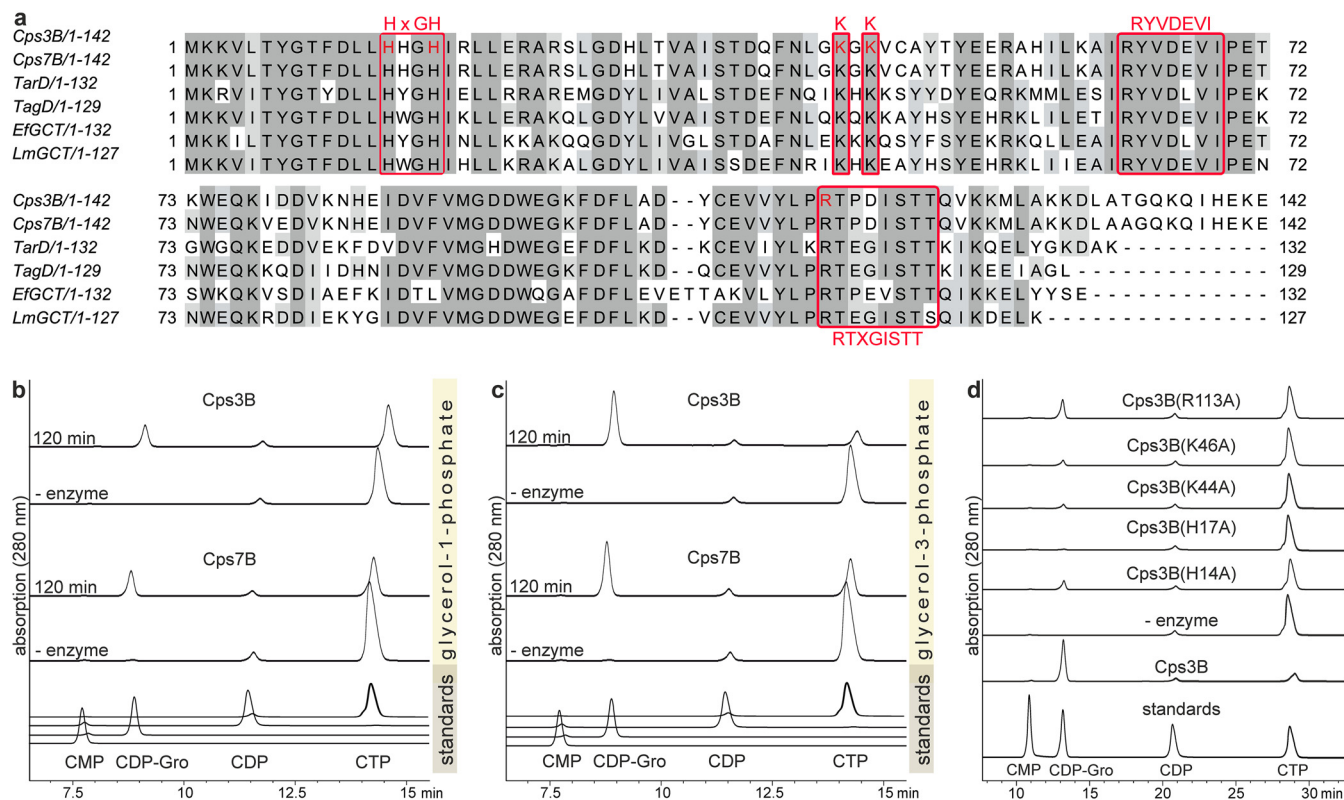 a
H x GH K K RYVDEVI
Cps3B/1-142 1 MKKVLTYGTFDLLHHGHIRLLERARSLGDHLTVAISTDQFNLGKGKVCAYTYEERAHILKAIRYVDEVIPET 72
Cps7B/1-142 1 MKKVLTYGTFDLLHHGHIRLLERARSLGDHLTVAISTDQFNLGKGKVCAYTYEERAHILKAIRYVDEVIPET 72
TarD/1-132 1 MKRVITYGTYDLLHYGHIELLRRAREMGDYLIVALSTDEFNQIKHKKSYYDYEQRKMMLESIRYVDLVIPEK 72
TagD/1-129 1 MKKVITYGTFDLLHWGHIKLLERAKQLGDYLVVAISTDEFNLQKQKKAYHSYEHRKLILETIRYVDEVIPEK 72
EfGCT/1-132 1 MKKILTYGTFDLLHYGHINLLKKAKQQGDYLIVGLSTDAFNLEKKKKSYFSYEKRKQLLEAIRYVDEVIPET 72
LmGCT/1-127 1 MKKVITYGTFDLLHWGHIHLLKRAKALGDYLIVAISSDEFNRIKHKEAYHSYEHRKLIIEAIRYVDEVIPEN 72
Cps3B/1-142 73 KWEQKIDDVKNHEIDVFVMGDDWEGKFDFLAD--YCEVVYLPRTPDISTTQVKKMLAKKDLATGQKQIHEKE 142
Cps7B/1-142 73 KWEQKVEDVKNHEIDVFVMGDDWEGKFDFLAD--YCEVVYLPRTPDISTTQVKKMLAKKDLAAGQKQIHEKE 142
TarD/1-132 73 GWGQKEDDVEKFDVDVFVMGHDWEGEFDFLKD--KCEVIYLKRTEGISTTKIKQELYGKDAK---------- 132
TagD/1-129 73 NWEQKKQDIIDHNIDVFVMGDDWEGKFDFLKD--QCEVVYLPRTEGISTTKIKEEIAGL------------- 129
EfGCT/1-132 73 SWKQKVSDIAEFKIDTLVMGDDWQGAFDFLEVETTAKVLYLPRTPEVSTTQIKKELYYSE------------ 132
LmGCT/1-127 73 NWEQKRDDIEKYGIDVFVMGDDWEGEFDFLKD--VCEVVYLPRTEGISTSQIKDELK--------------- 127
RTXGISTT
b
Cps3B
120 min
- enzyme
Cps7B
120 min
- enzyme
absorption (280 nm)
glycerol-1-phosphate
standards
CMP CDP-Gro CDP CTP
7.5 10 12.5 15 min
c
Cps3B
120 min
- enzyme
Cps7B
120 min
- enzyme
absorption (280 nm)
glycerol-3-phosphate
standards
CMP CDP-Gro CDP CTP
7.5 10 12.5 15 min
d
Cps3B(R113A)
Cps3B(K46A)
Cps3B(K44A)
Cps3B(H17A)
Cps3B(H14A)
- enzyme
Cps3B
standards
absorption (280 nm)
CMP CDP-Gro CDP CTP
10 15 20 25 30 min